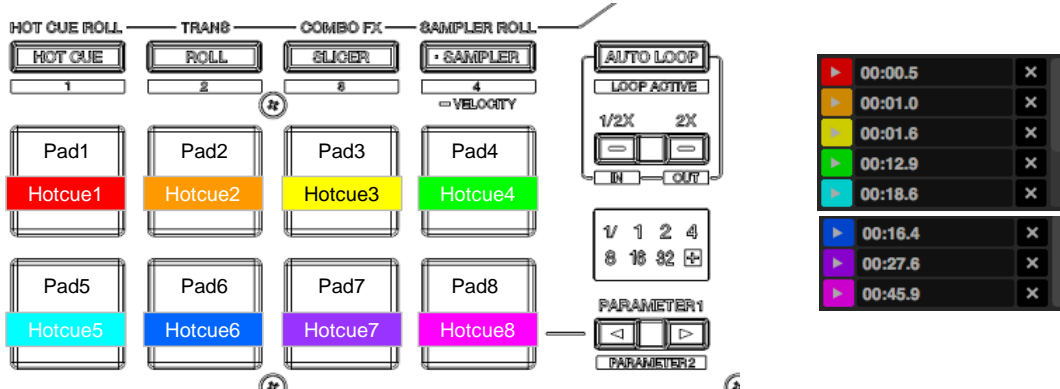 HOT CUE ROLL TRANS COMBO FX SAMPLER ROLL
HOT CUE ROLL SLICER SAMPLER
1 2 3 4
VELOCITY
Pad1 Pad2 Pad3 Pad4
Hotcue1 Hotcue2 Hotcue3 Hotcue4
Pad5 Pad6 Pad7 Pad8
Hotcue5 Hotcue6 Hotcue7 Hotcue8
AUTO LOOP
LOOP ACTIVE
1/2X 2X
IN OUT
1/ 1 2 4
8 16 32 +
PARAMETER1
PARAMETER2
00:00.5 ×
00:01.0 ×
00:01.6 ×
00:12.9 ×
00:18.6 ×
00:16.4 ×
00:27.6 ×
00:45.9 ×